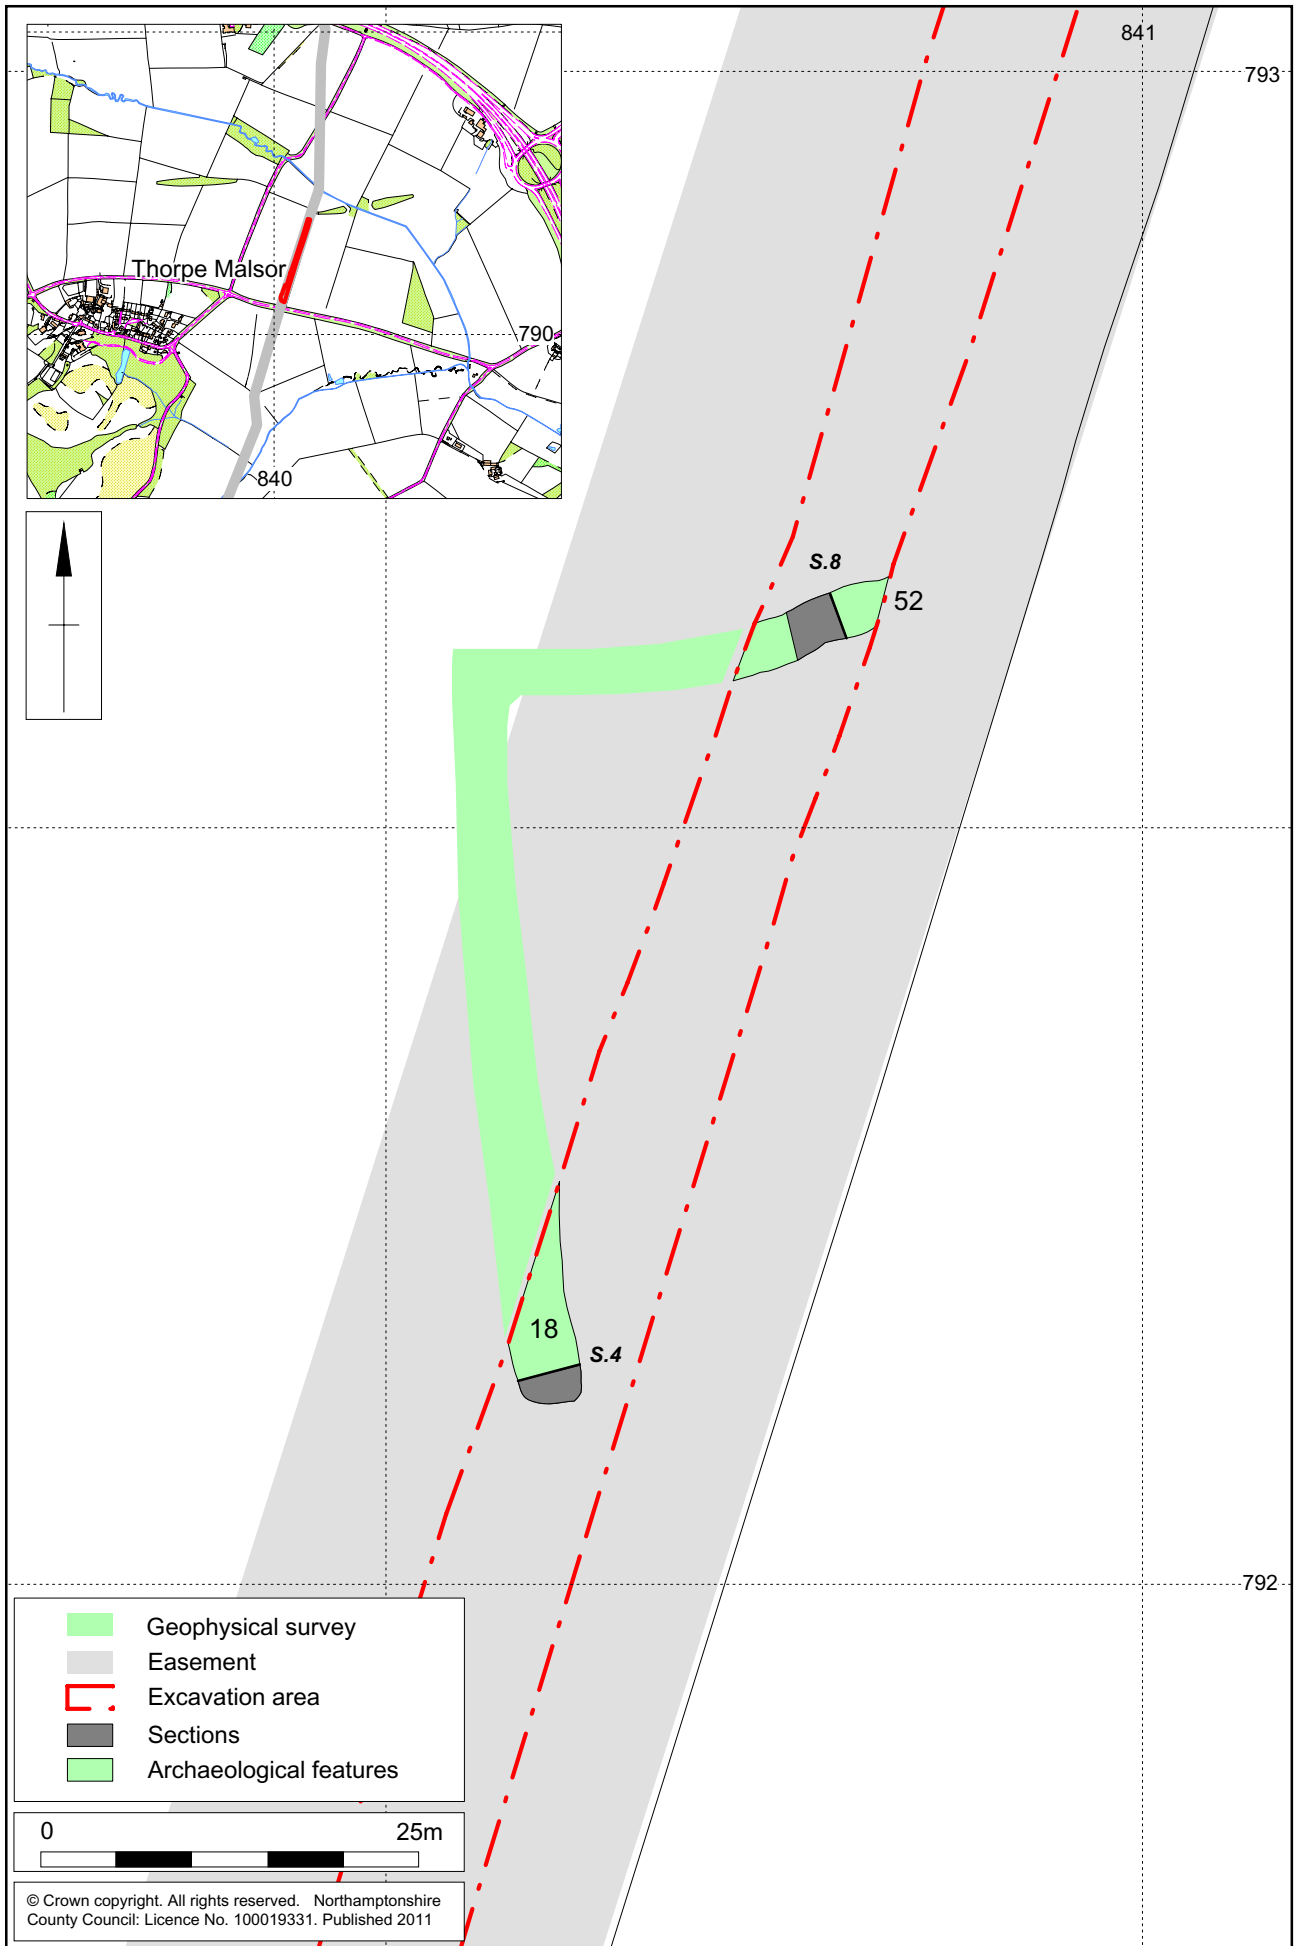 841
793
Thorpe Malsor
790
840
S.8
52
18
S.4
792
Geophysical survey
Easement
Excavation area
Sections
Archaeological features
0 25m
© Crown copyright. All rights reserved. Northamptonshire
County Council: Licence No. 100019331. Published 2011